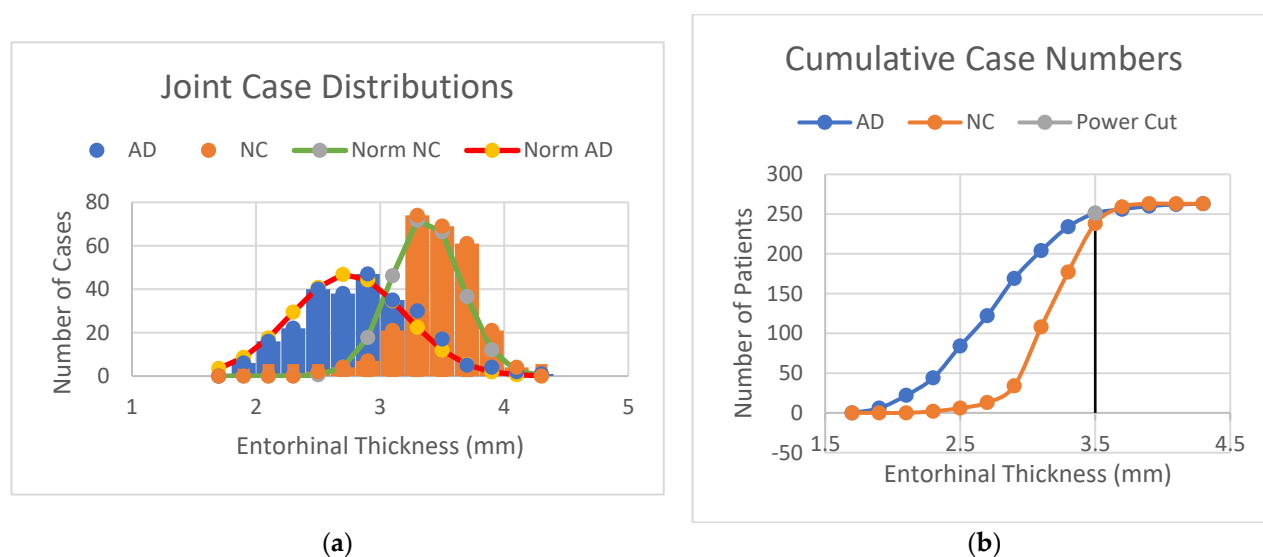 Joint Case Distributions
AD NC Norm NC Norm AD
Number of Cases
80
60
40
20
0
1 2 3 4 5
Entorhinal Thickness (mm)
(a)
Cumulative Case Numbers
AD NC Power Cut
Number of Patients
300
250
200
150
100
50
0
-50
1.5 2.5 3.5 4.5
Entorhinal Thickness (mm)
(b)